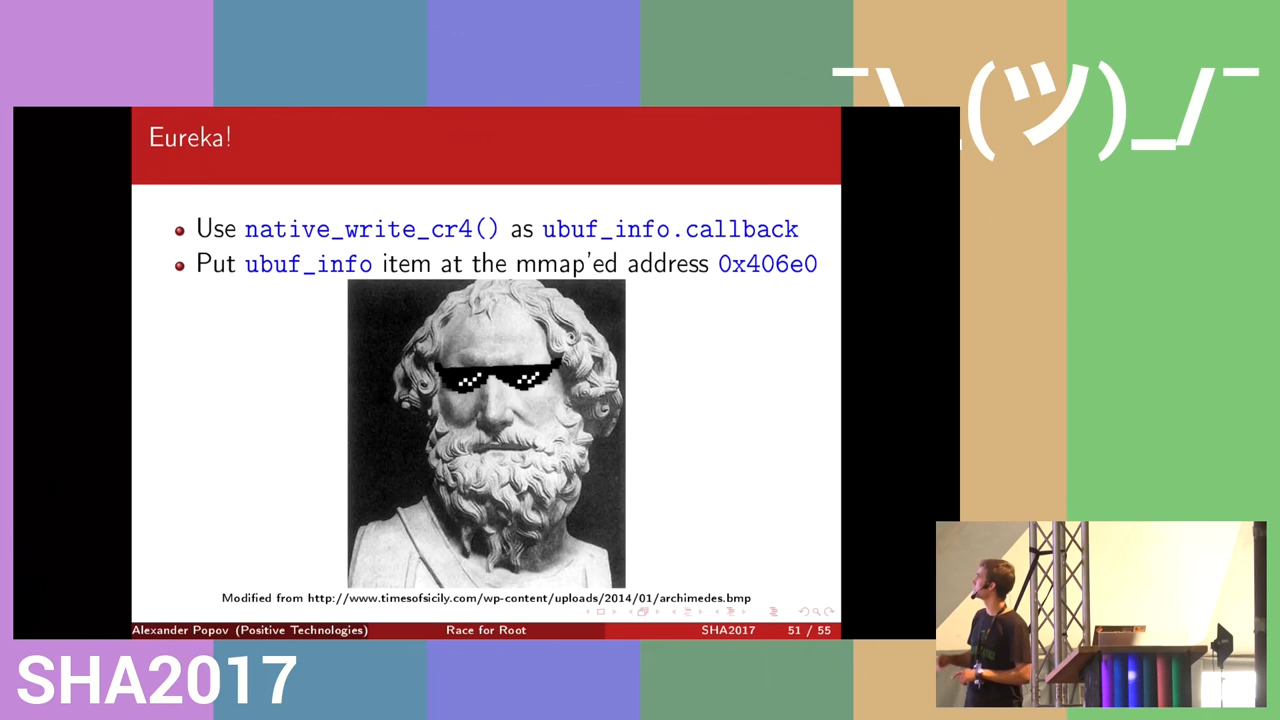 ¯\_(ツ)_/¯
Eureka!
Use native_write_cr4() as ubuf_info.callback
Put ubuf_info item at the mmap'ed address 0x406e0
Modified from http://www.timesofsicily.com/wp-content/uploads/2014/01/archimedes.bmp
Alexander Popov (Positive Technologies) Race for Root SHA2017 51 / 55
SHA2017